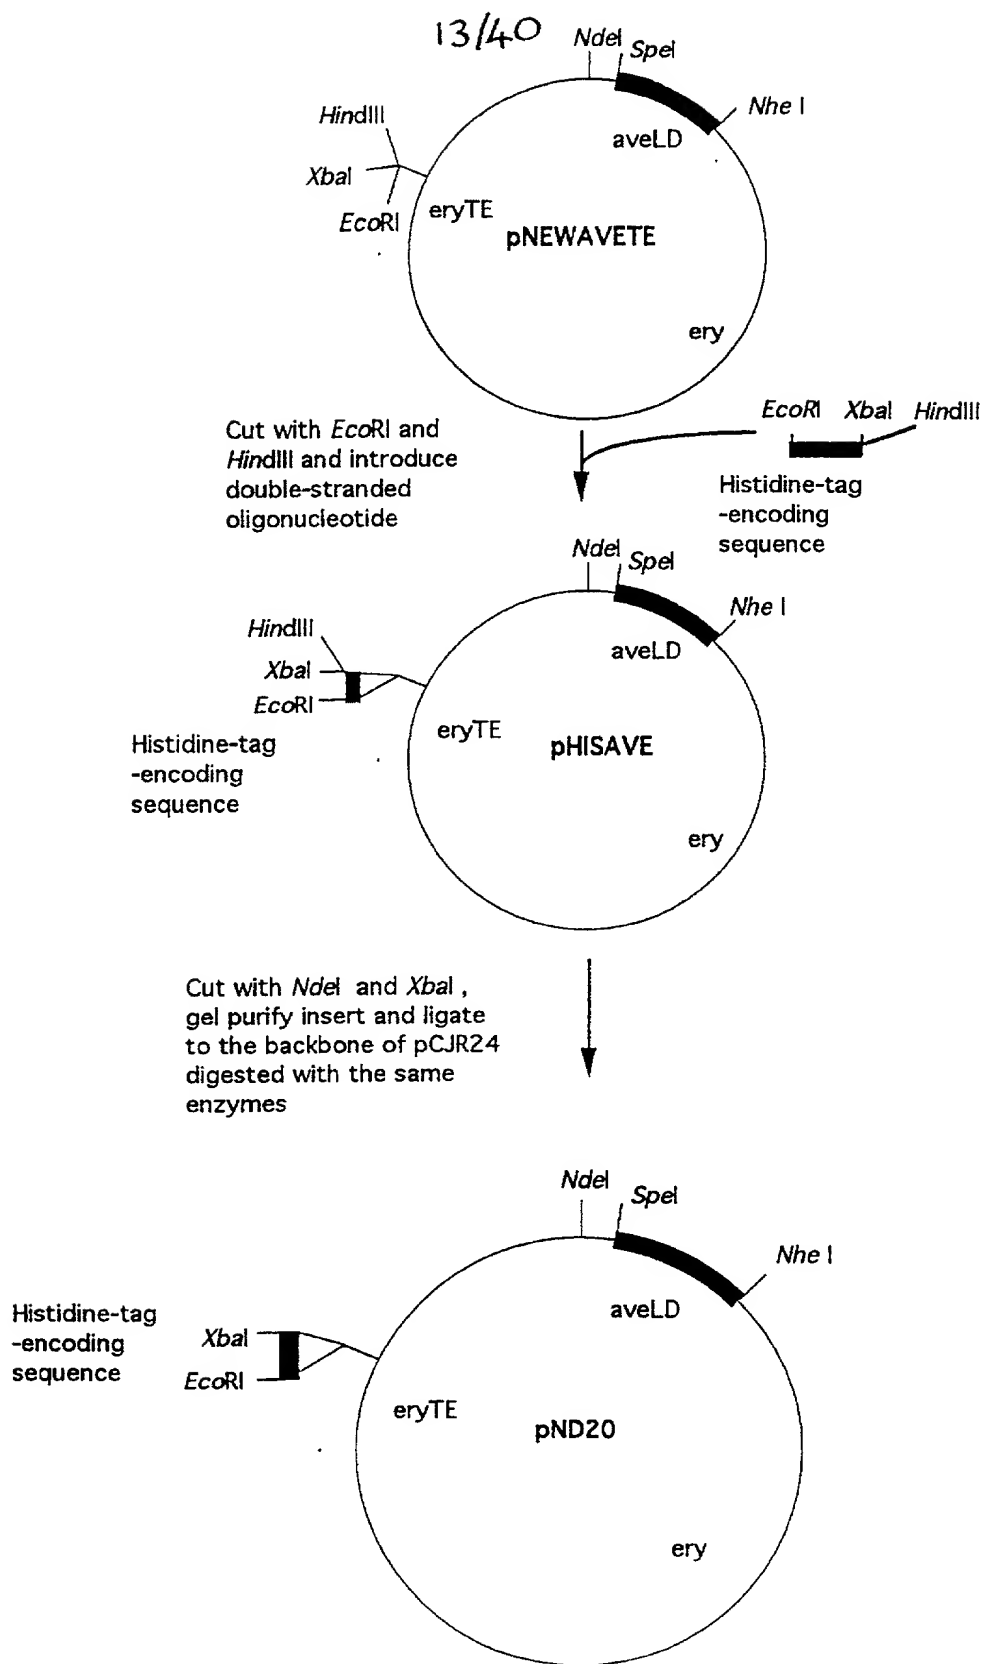 13/40
NdeI
SpeI
Nhe I
aveLD
HindIII
XbaI
EcoRI
eryTE
pNEWAVETE
ery
Cut with EcoRI and
HindIII and introduce
double-stranded
oligonucleotide
EcoRI XbaI HindIII
Histidine-tag
-encoding
sequence
NdeI
SpeI
Nhe I
aveLD
HindIII
XbaI
EcoRI
Histidine-tag
-encoding
sequence
eryTE
pHISAVE
ery
Cut with NdeI and XbaI ,
gel purify insert and ligate
to the backbone of pCJR24
digested with the same
enzymes
NdeI
SpeI
Nhe I
aveLD
Histidine-tag
-encoding
sequence
XbaI
EcoRI
eryTE
pND20
ery